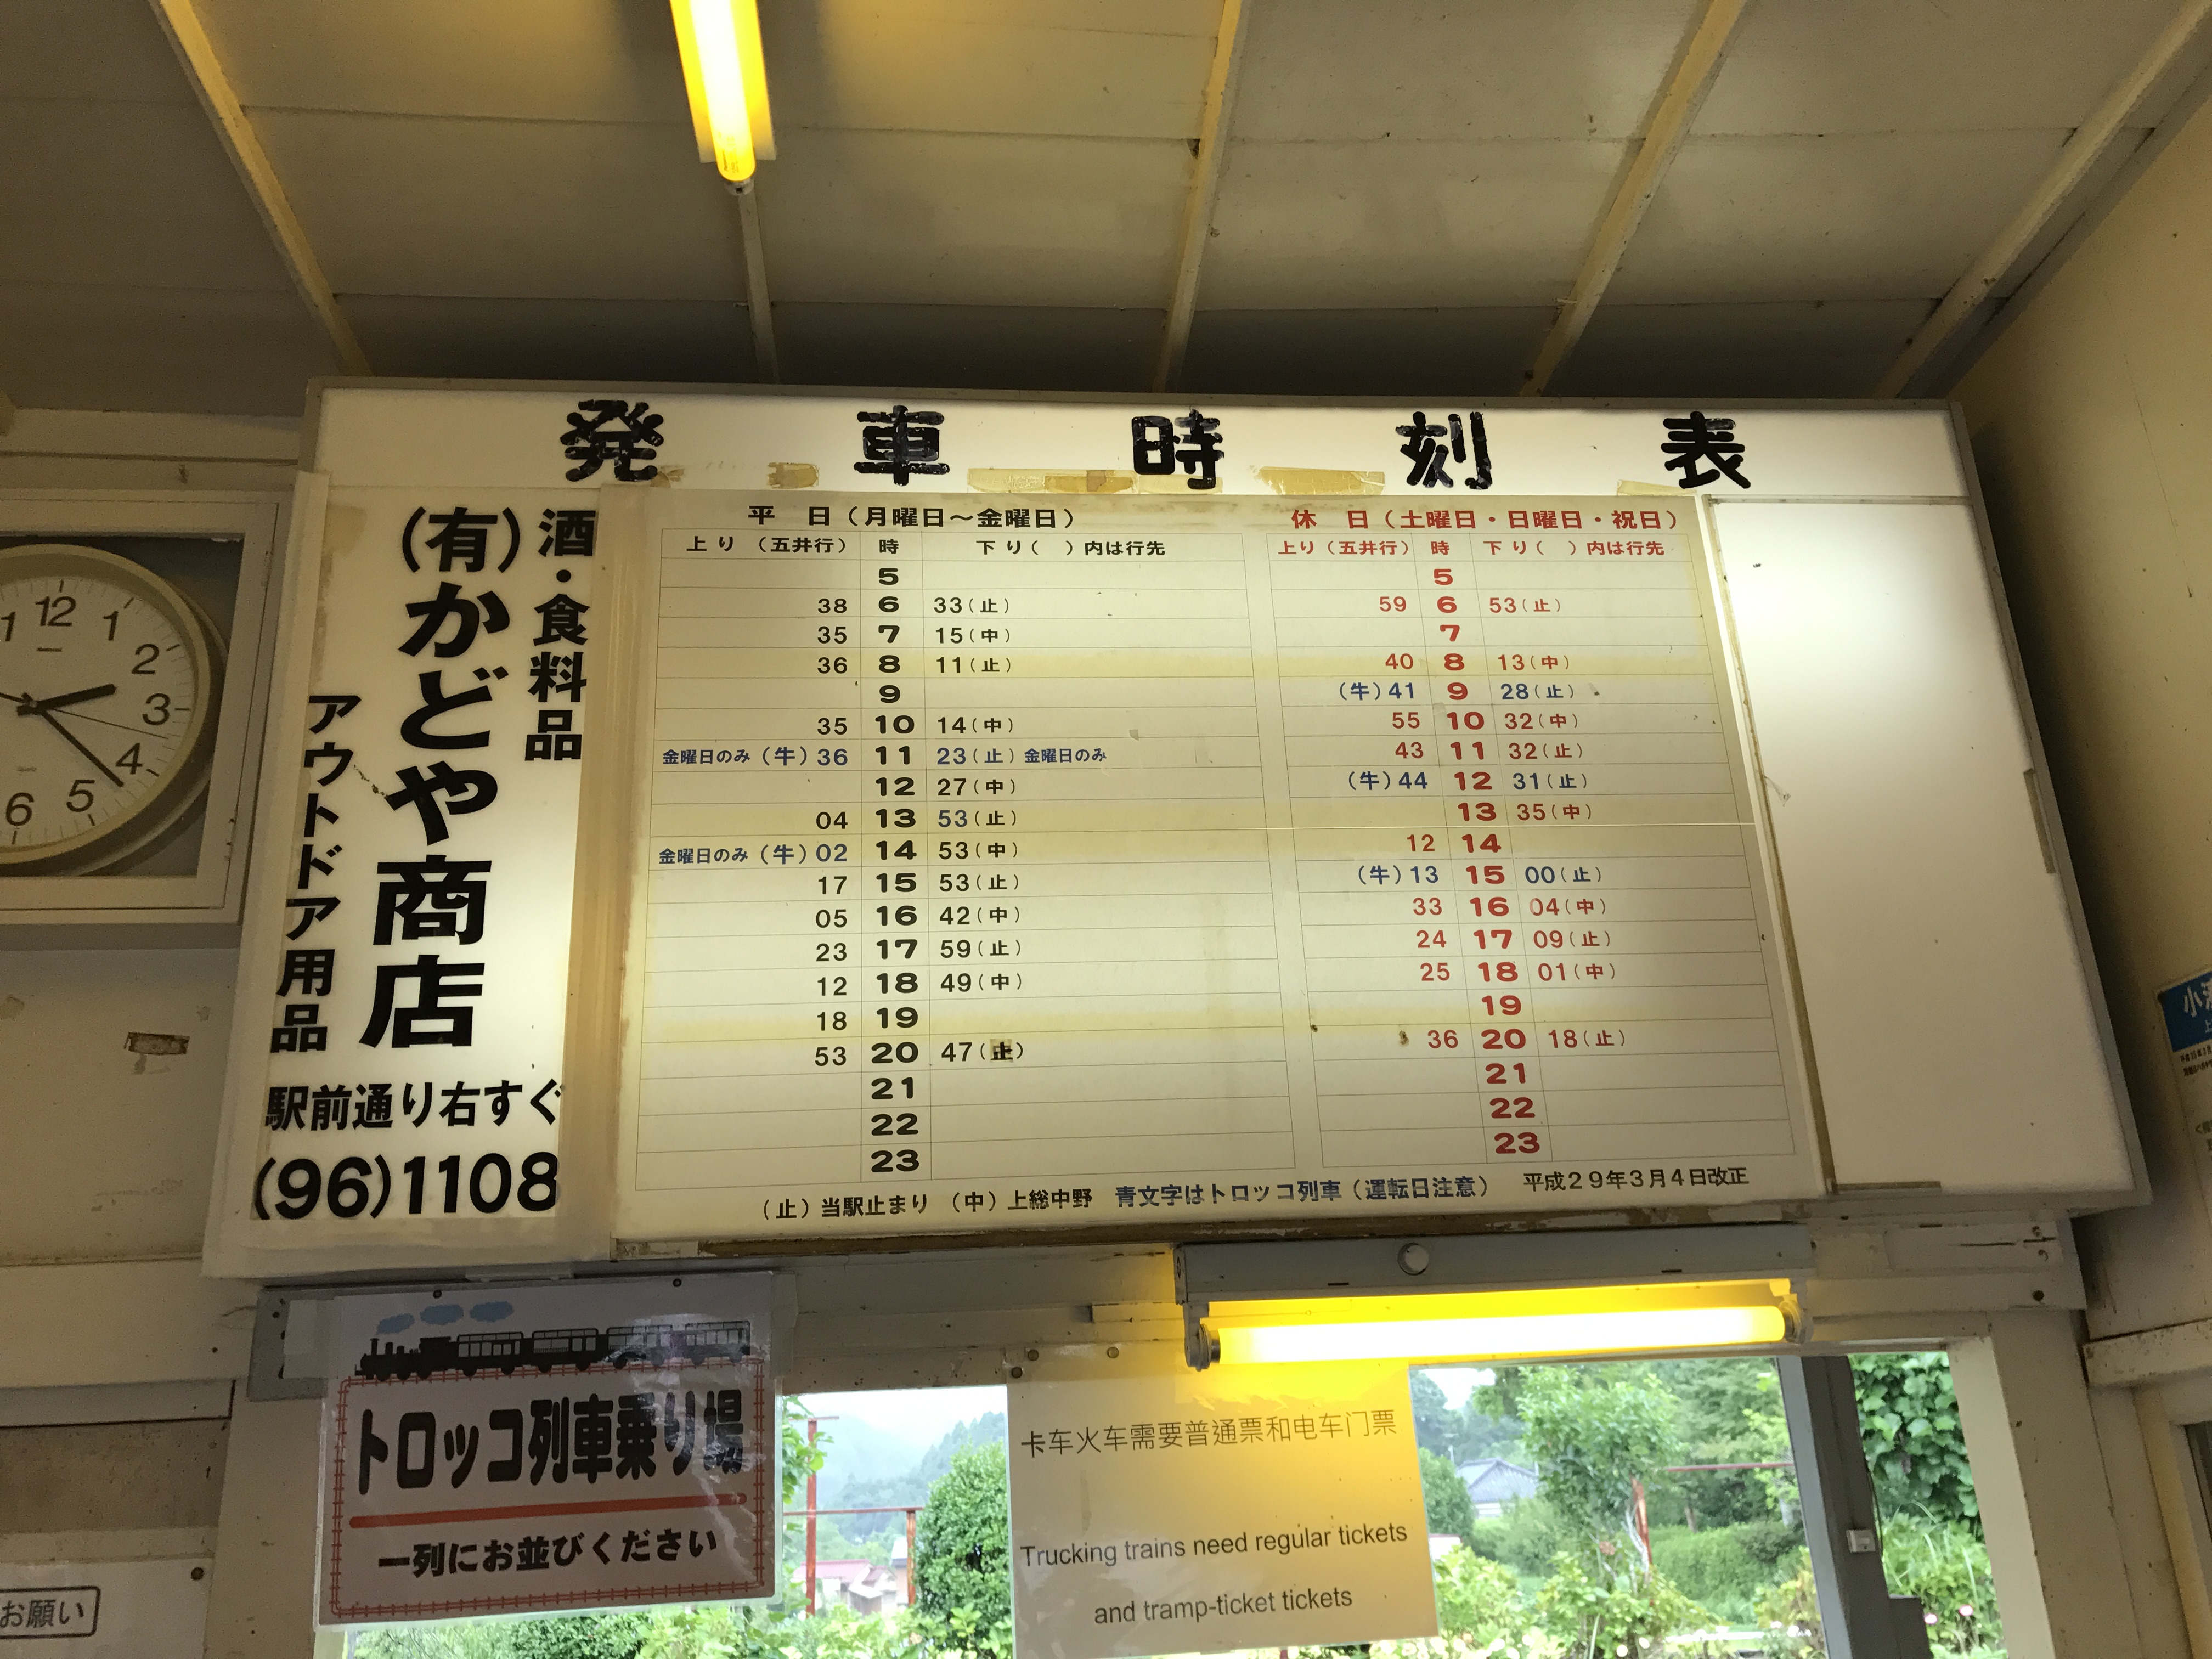 発車時刻表
酒・食料品
(有)かどや商店
アウトドア用品
駅前通り右すぐ
(96)1108
平 日（月曜日～金曜日）
上り （五井行） 時 下り（ ）内は行先
5
38 6 33（止）
35 7 15（中）
36 8 11（止）
9
35 10 14（中）
金曜日のみ（牛）36 11 23（止）金曜日のみ
12 27（中）
04 13 53（止）
金曜日のみ（牛）02 14 53（中）
17 15 53（止）
05 16 42（中）
23 17 59（止）
12 18 49（中）
18 19
53 20 47（止）
21
22
23
休 日（土曜日・日曜日・祝日）
上り（五井行） 時 下り（ ）内は行先
5
59 6 53（止）
7
40 8 13（中）
（牛）41 9 28（止）
55 10 32（中）
43 11 32（止）
（牛）44 12 31（止）
13 35（中）
12 14
（牛）13 15 00（止）
33 16 04（中）
24 17 09（止）
25 18 01（中）
19
36 20 18（止）
21
22
23
（止）当駅止まり （中）上総中野 青文字はトロッコ列車（運転日注意） 平成29年3月4日改正
12
1
2
3
4
5
6
トロッコ列車乗り場
一列にお並びください
卡车火车需要普通票和电车门票
Trucking trains need regular tickets
and tramp-ticket tickets
お願い